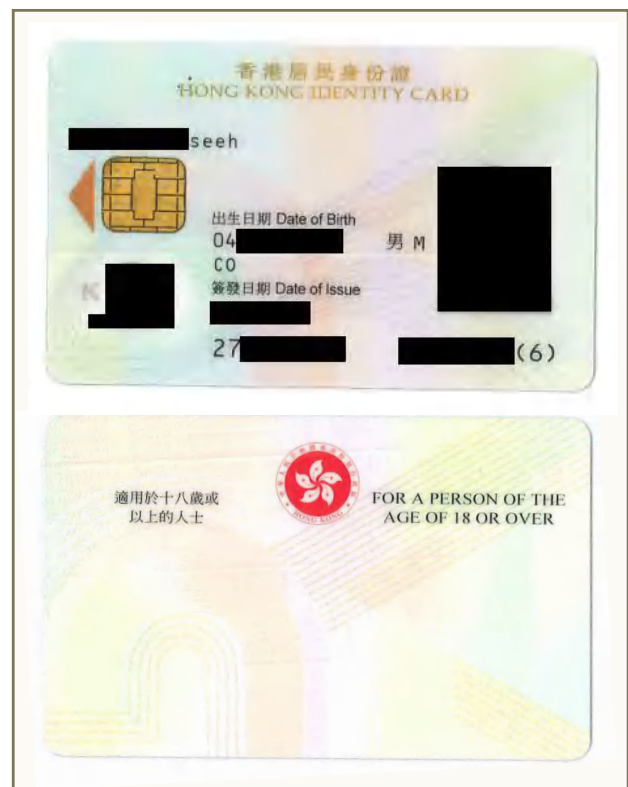 香港居民身份證
HONG KONG IDENTITY CARD
seeh
出生日期 Date of Birth
04
男 M
CO
簽發日期 Date of Issue
27
(6)
K
適用於十八歲或
以上的人士
FOR A PERSON OF THE
AGE OF 18 OR OVER
HONG KONG